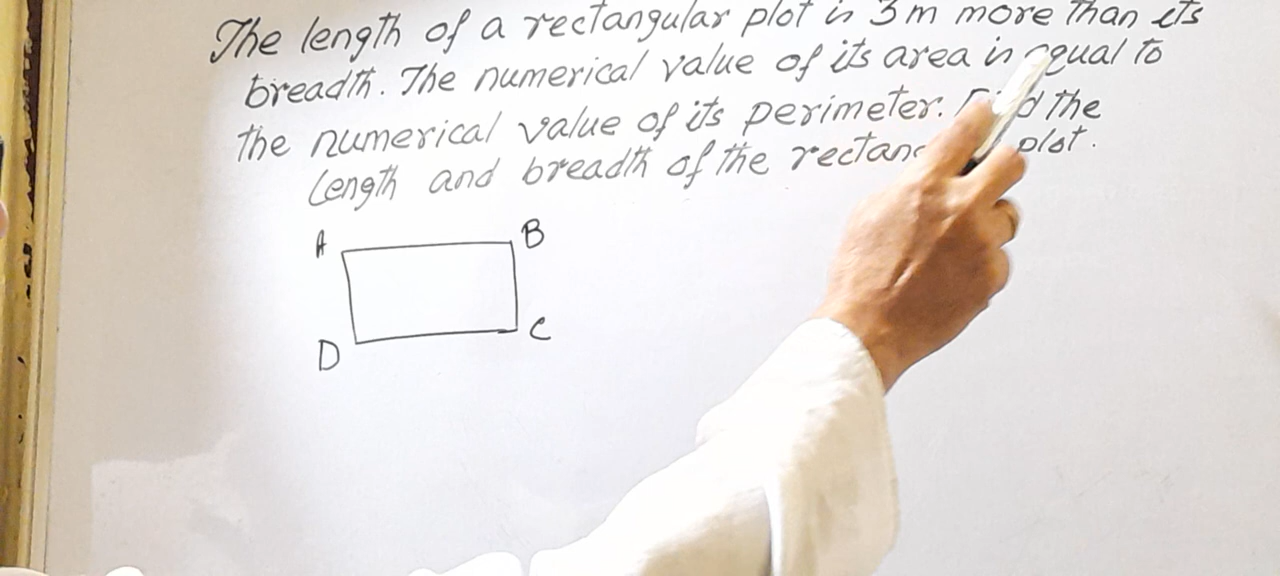 The length of a rectangular plot is 3m more than its
breadth. The numerical value of its area is equal to
the numerical value of its perimeter. the
length and breadth of the plot.
A
B
D
C